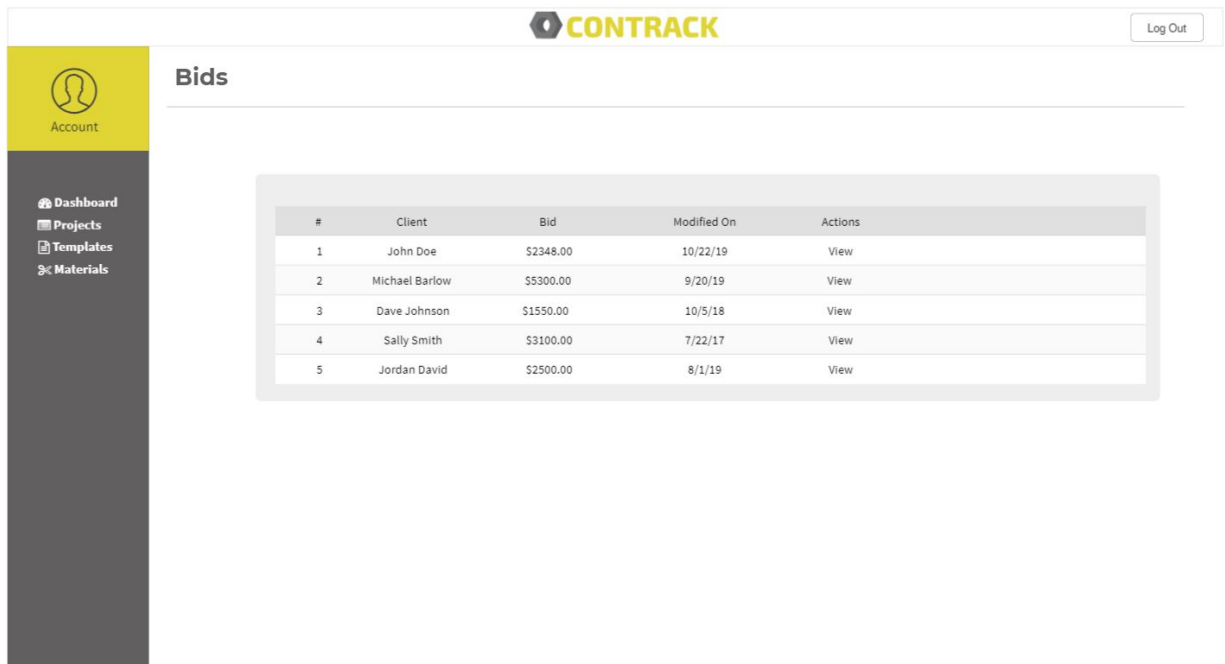 CONTRACK
Log Out
Account
Bids
Dashboard
Projects
Templates
Materials
# Client Bid Modified On Actions
1 John Doe $2348.00 10/22/19 View
2 Michael Barlow $5300.00 9/20/19 View
3 Dave Johnson $1550.00 10/5/18 View
4 Sally Smith $3100.00 7/22/17 View
5 Jordan David $2500.00 8/1/19 View